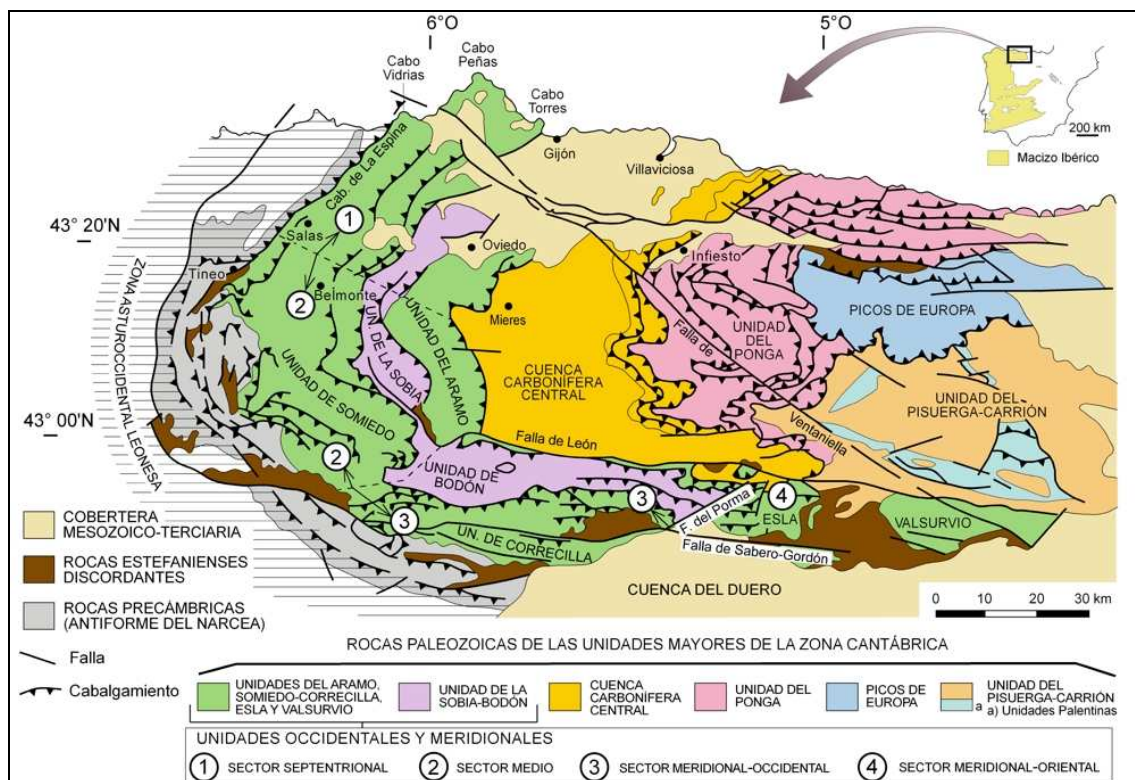 6°O
5°O
Cabo
Peñas
Cabo
Vidrias
Cabo
Torres
Gijón
Villaviciosa
200 km
Macizo Ibérico
Cab. de La Espina
43° 20'N
1
Salas
Oviedo
Infiesto
Tineo
2
Belmonte
Mieres
ZONA ASTUROCCIDENTAL LEONESA
UN. DE LA SOBIA
UNIDAD DEL ARAMO
CUENCA
CARBONÍFERA
CENTRAL
Falla de
Ventaniella
UNIDAD
DEL
PONGA
PICOS DE EUROPA
UNIDAD DEL
PISUERGA-CARRIÓN
43° 00'N
UNIDAD DE SOMIEDO
Falla de León
2
UNIDAD DE
BODÓN
3
3
4
F. del Porma
ESLA
VALSURVIO
UN. DE CORRECILLA
Falla de Sabero-Gordón
CUENCA DEL DUERO
0 10 20 30 km
COBERTERA
MESOZOICO-TERCIARIA
ROCAS ESTEFANIENSES
DISCORDANTES
ROCAS PRECÁMBRICAS
(ANTIFORME DEL NARCEA)
Falla
Cabalgamiento
ROCAS PALEOZOICAS DE LAS UNIDADES MAYORES DE LA ZONA CANTÁBRICA
UNIDADES DEL ARAMO,
SOMIEDO-CORRECILLA,
ESLA Y VALSURVIO
UNIDAD DE LA
SOBIA-BODÓN
CUENCA
CARBONÍFERA
CENTRAL
UNIDAD DEL
PONGA
PICOS DE
EUROPA
UNIDAD DEL
PISUERGA-CARRIÓN
a a) Unidades Palentinas
UNIDADES OCCIDENTALES Y MERIDIONALES
1 SECTOR SEPTENTRIONAL
2 SECTOR MEDIO
3 SECTOR MERIDIONAL-OCCIDENTAL
4 SECTOR MERIDIONAL-ORIENTAL